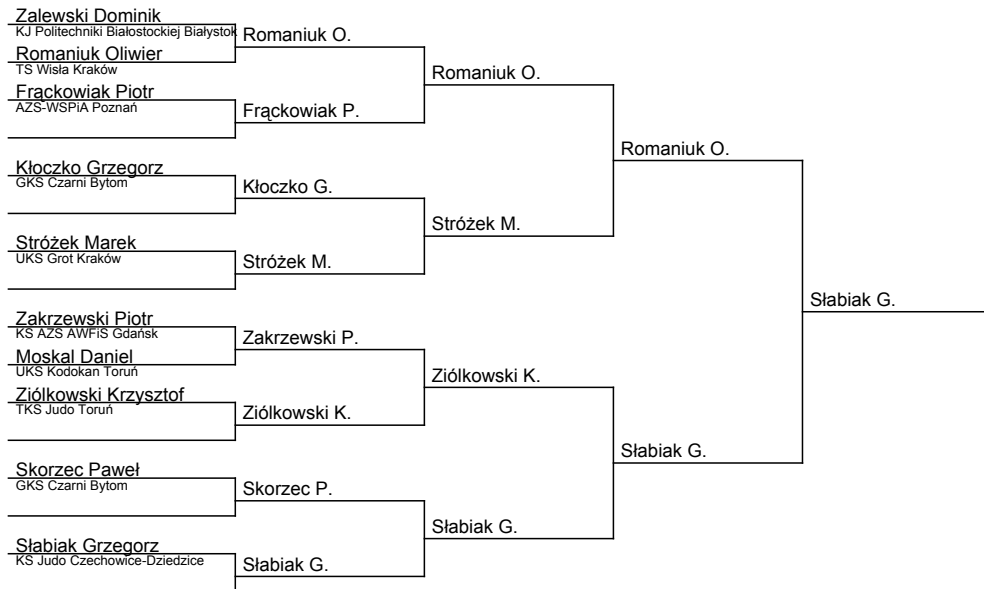 Zalewski Dominik
KJ Politechniki Białostockiej Białystok
Romaniuk Oliwier
TS Wisła Kraków
Frąckowiak Piotr
AZS-WSPiA Poznań
Kłoczko Grzegorz
GKS Czarni Bytom
Stróżek Marek
UKS Grot Kraków
Zakrzewski Piotr
KS AZS AWFiS Gdańsk
Moskal Daniel
UKS Kodokan Toruń
Ziółkowski Krzysztof
TKS Judo Toruń
Skorzec Paweł
GKS Czarni Bytom
Słabiak Grzegorz
KS Judo Czechowice-Dziedzice
Romaniuk O.
Frąckowiak P.
Kłoczko G.
Stróżek M.
Zakrzewski P.
Ziólkowski K.
Skorzec P.
Słabiak G.
Romaniuk O.
Stróżek M.
Ziólkowski K.
Słabiak G.
Romaniuk O.
Słabiak G.
Słabiak G.